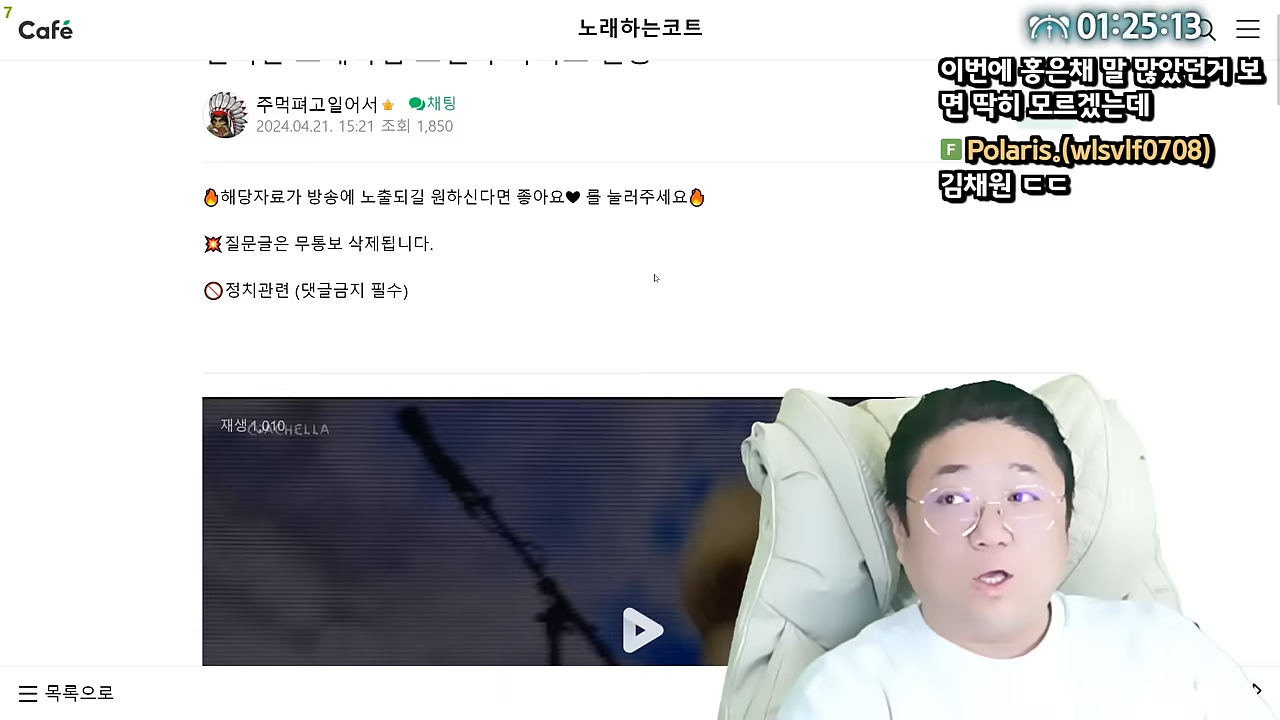 7
Café
노래하는코트
01:25:13
이번에 홍은채 말 많았던거 보
면 딱히 모르겠는데
F Polaris.(wlsvlf0708)
김채원 ㄷㄷ
주먹펴고일어서 채팅
2024.04.21. 15:21 조회 1,850
🔥해당자료가 방송에 노출되길 원하신다면 좋아요🖤 를 눌러주세요🔥
💥질문글은 무통보 삭제됩니다.
🚫정치관련 (댓글금지 필수)
재생 1,010
COACHELLA
목록으로